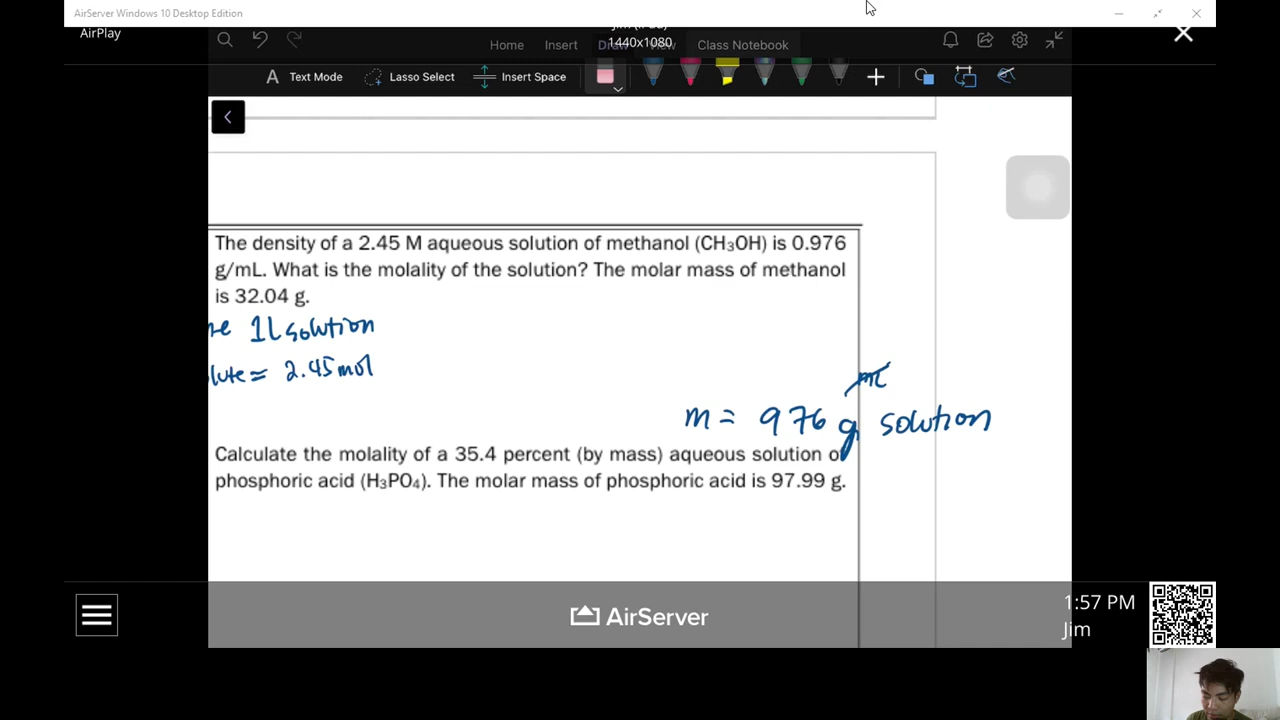 AirServer Windows 10 Desktop Edition
AirPlay
1440x1080
Home Insert Draw View Class Notebook
Text Mode Lasso Select Insert Space
The density of a 2.45 M aqueous solution of methanol (CH₃OH) is 0.976
g/mL. What is the molality of the solution? The molar mass of methanol
is 32.04 g.
1L solution
lute = 2.45 mol
mL
m = 976 g solution
Calculate the molality of a 35.4 percent (by mass) aqueous solution of
phosphoric acid (H₃PO₄). The molar mass of phosphoric acid is 97.99 g.
AirServer
1:57 PM
Jim